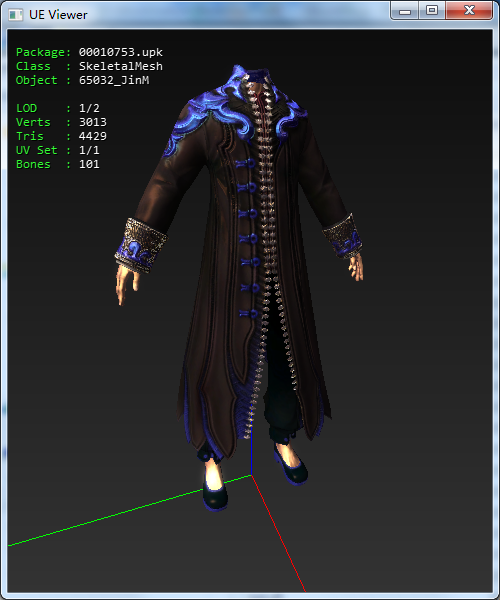 UE Viewer
Package: 00010753.upk
Class  : SkeletalMesh
Object : 65032_JinM
LOD    : 1/2
Verts  : 3013
Tris   : 4429
UV Set : 1/1
Bones  : 101